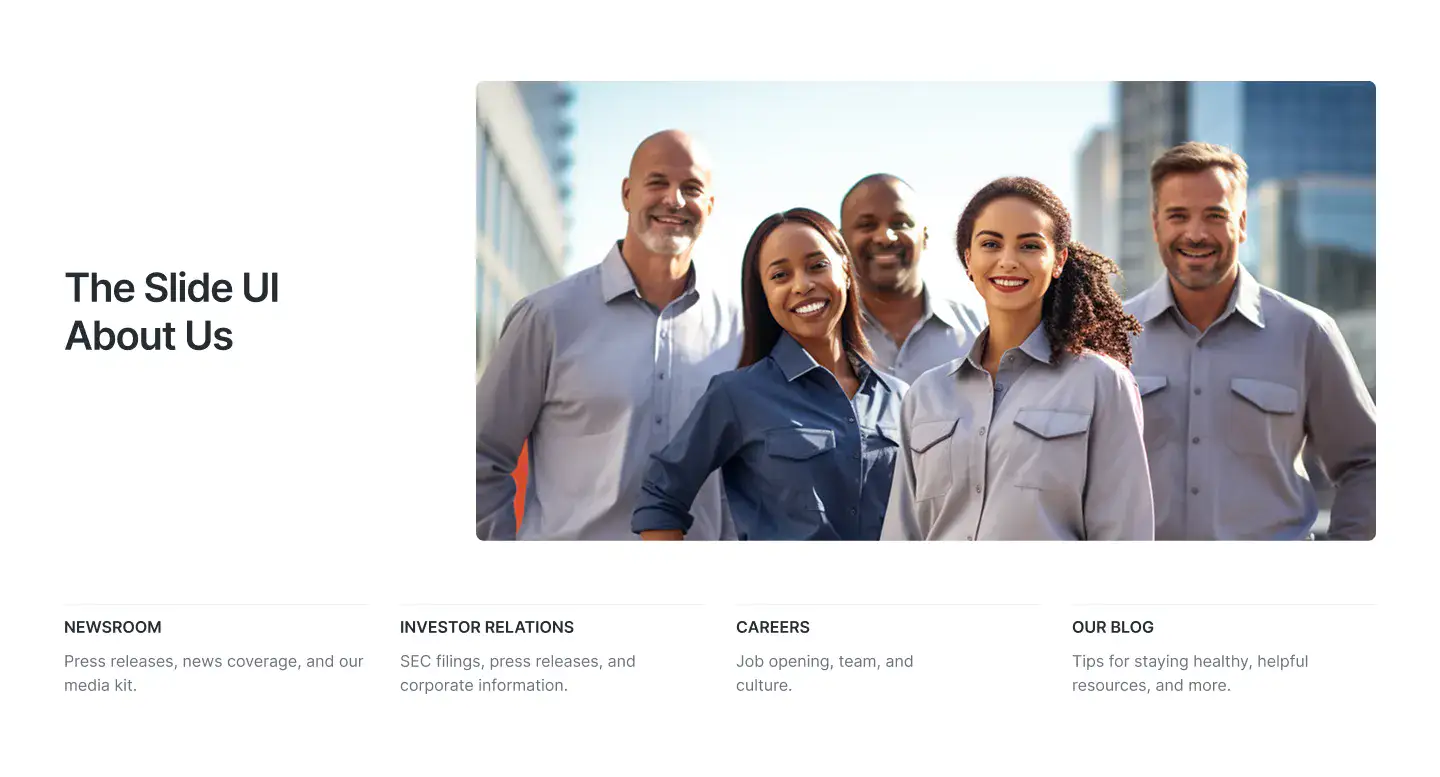 The Slide UI
About Us
NEWSROOM
Press releases, news coverage, and our
media kit.
INVESTOR RELATIONS
SEC filings, press releases, and
corporate information.
CAREERS
Job opening, team, and
culture.
OUR BLOG
Tips for staying healthy, helpful
resources, and more.